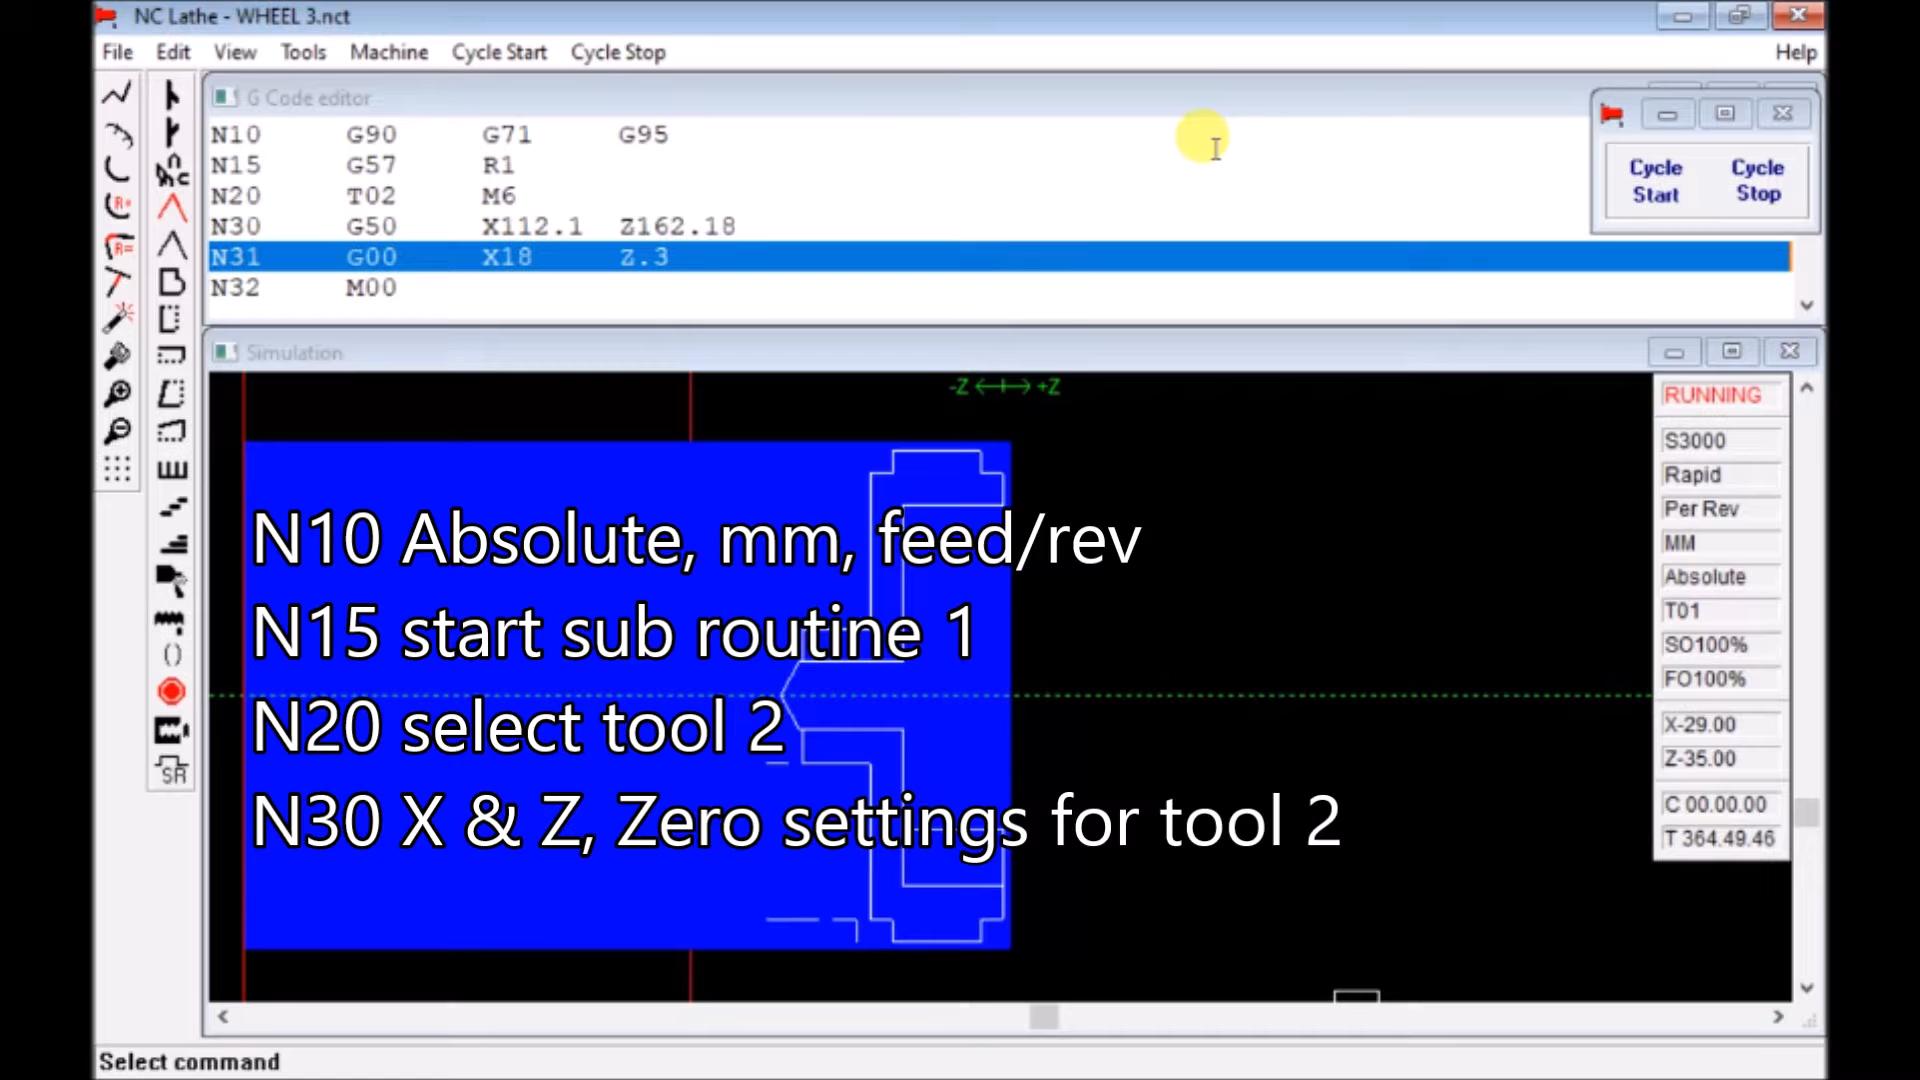 NC Lathe - WHEEL 3.nct
File Edit View Tools Machine Cycle Start Cycle Stop Help
G Code editor
N10 G90 G71 G95
N15 G57 R1
N20 T02 M6
N30 G50 X112.1 Z162.18
N31 G00 X18 Z.3
N32 M00
Cycle Start
Cycle Stop
Simulation
-Z +Z
RUNNING
S3000
Rapid
Per Rev
MM
Absolute
T01
SO100%
FO100%
X-29.00
Z-35.00
C 00.00.00
T 364.49.46
N10 Absolute, mm, feed/rev
N15 start sub routine 1
N20 select tool 2
N30 X & Z, Zero settings for tool 2
R+
R=
()
SR
Select command